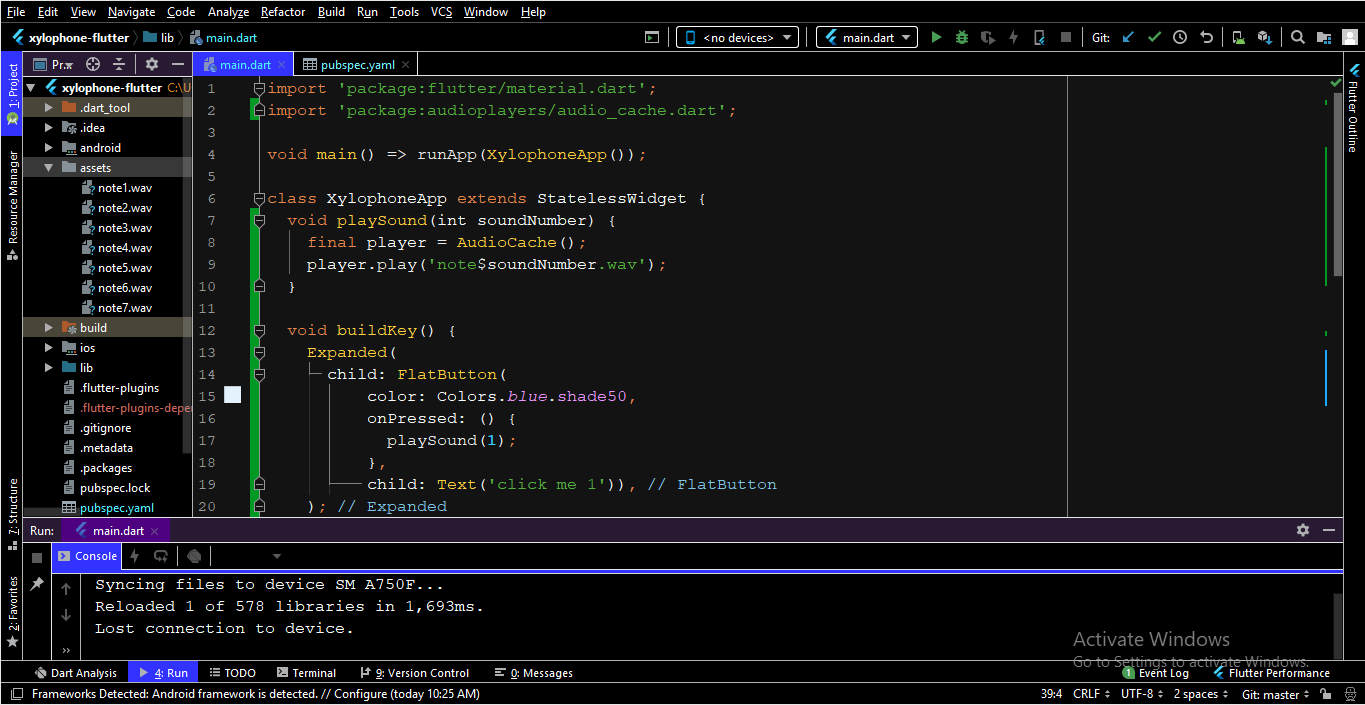 File Edit View Navigate Code Analyze Refactor Build Run Tools VCS Window Help
xylophone-flutter lib main.dart <no devices> main.dart Git:
1: Project Pr... main.dart pubspec.yaml
xylophone-flutter C:\U
.dart_tool
.idea
android
assets
note1.wav
note2.wav
note3.wav
note4.wav
note5.wav
note6.wav
note7.wav
build
ios
lib
.flutter-plugins
.flutter-plugins-depe
.gitignore
.metadata
.packages
pubspec.lock
pubspec.yaml
Resource Manager
7: Structure
2: Favorites
1 import 'package:flutter/material.dart';
2 import 'package:audioplayers/audio_cache.dart';
3
4 void main() => runApp(XylophoneApp());
5
6 class XylophoneApp extends StatelessWidget {
7 void playSound(int soundNumber) {
8 final player = AudioCache();
9 player.play('note$soundNumber.wav');
10 }
11
12 void buildKey() {
13 Expanded(
14 child: FlatButton(
15 color: Colors.blue.shade50,
16 onPressed: () {
17 playSound(1);
18 },
19 child: Text('click me 1')), // FlatButton
20 ); // Expanded
Flutter Outline
Run: main.dart
Console
Syncing files to device SM A750F...
Reloaded 1 of 578 libraries in 1,693ms.
Lost connection to device.
Activate Windows
Go to Settings to activate Windows.
Dart Analysis 4: Run TODO Terminal 9: Version Control 0: Messages 1 Event Log Flutter Performance
Frameworks Detected: Android framework is detected. // Configure (today 10:25 AM) 39:4 CRLF UTF-8 2 spaces Git: master